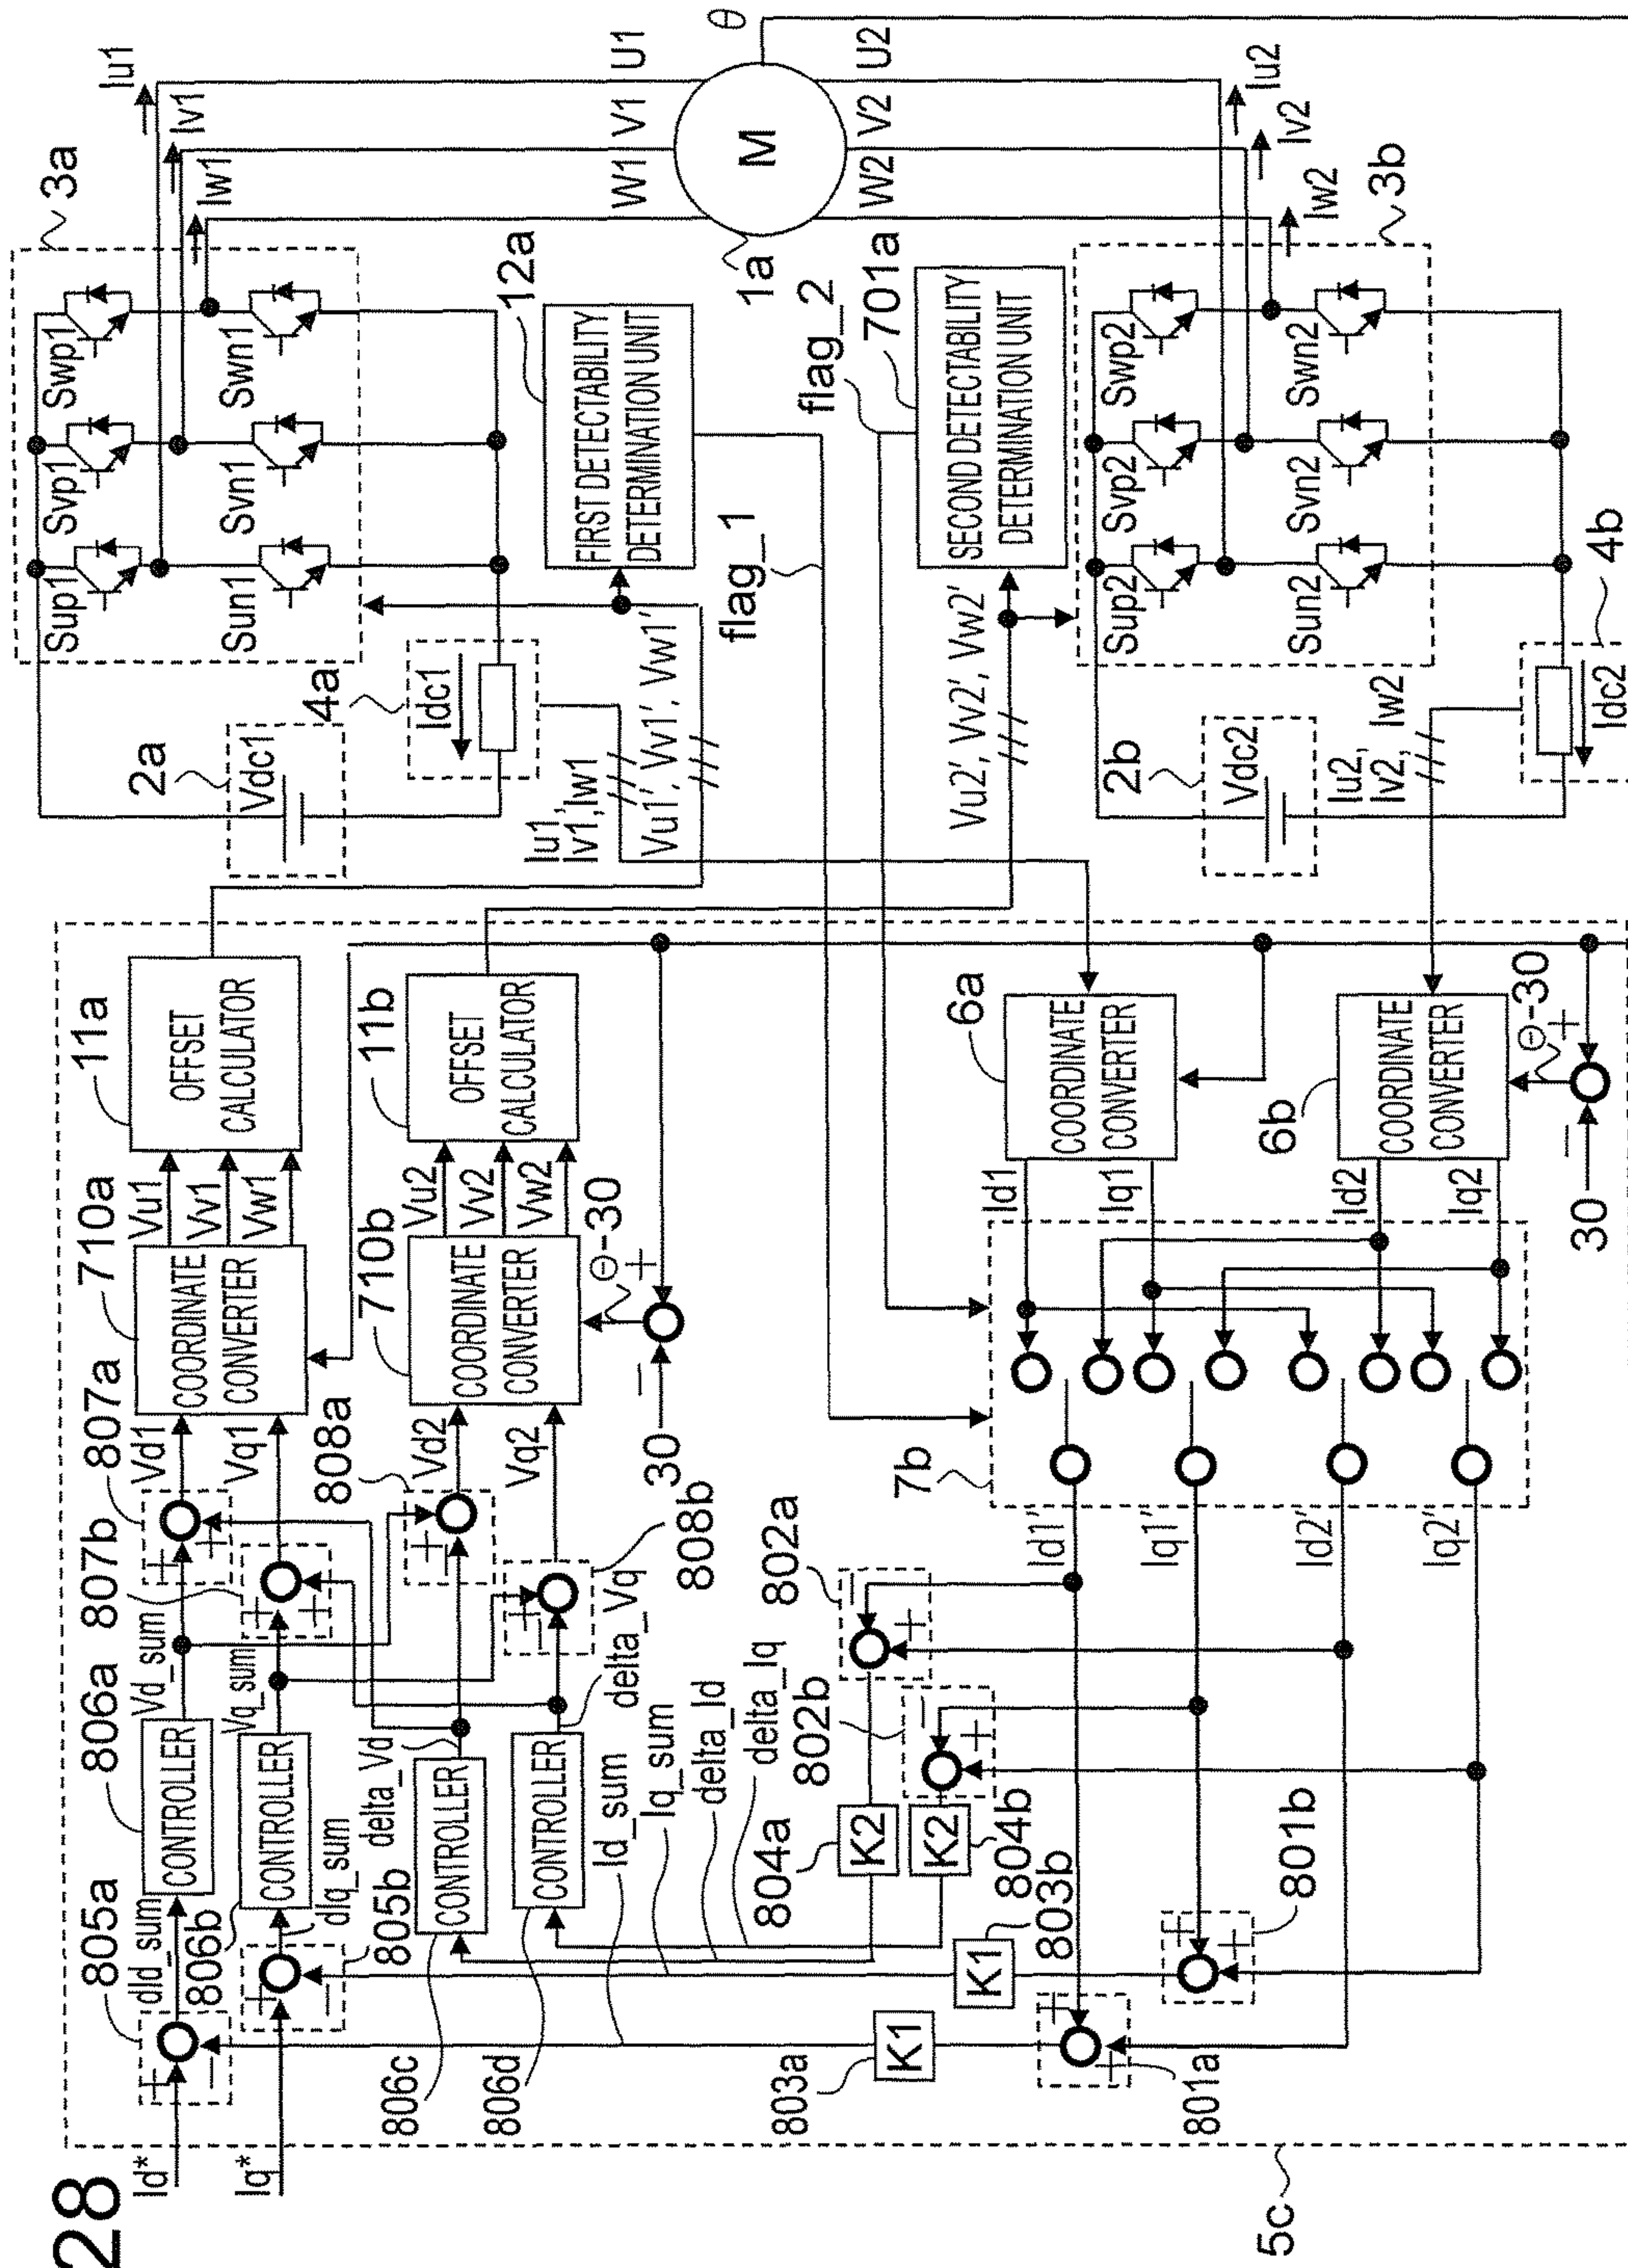 28
Id*
Iq*
5c
805a
dId_sum
806b
dIq_sum
805b
806a
CONTROLLER
Vd_sum
CONTROLLER
Vq_sum
delta_Vd
CONTROLLER
806c
CONTROLLER
806d
delta_Vq
Id_sum
Iq_sum
delta_Id
delta_Iq
807b
807a
Vd1
Vq1
808a
Vd2
Vq2
808b
710a
COORDINATE
CONVERTER
Vu1
Vv1
Vw1
710b
COORDINATE
CONVERTER
Vu2
Vv2
Vw2
Θ-30
30
11a
OFFSET
CALCULATOR
11b
OFFSET
CALCULATOR
803a
K1
K1
803b
804a
K2
K2
804b
802a
802b
801a
801b
7b
Id1'
Iq1'
Id2'
Iq2'
Id1
Iq1
Id2
Iq2
6a
COORDINATE
CONVERTER
6b
COORDINATE
CONVERTER
Θ-30
30
2a
Vdc1
4a
Idc1
Iu1,
Iv1,Iw1
Vu1', Vv1', Vw1'
flag_1
3a
Sup1
Svp1
Swp1
Sun1
Svn1
Swn1
Iu1
Iv1
Iw1
12a
FIRST DETECTABILITY
DETERMINATION UNIT
flag_2
701a
SECOND DETECTABILITY
DETERMINATION UNIT
Vu2', Vv2', Vw2'
2b
Vdc2
Iu2,
Iv2, Iw2
4b
Idc2
3b
Sup2
Svp2
Swp2
Sun2
Svn2
Swn2
Iu2
Iv2
Iw2
1a
M
W1
V1
U1
W2
V2
U2
θ